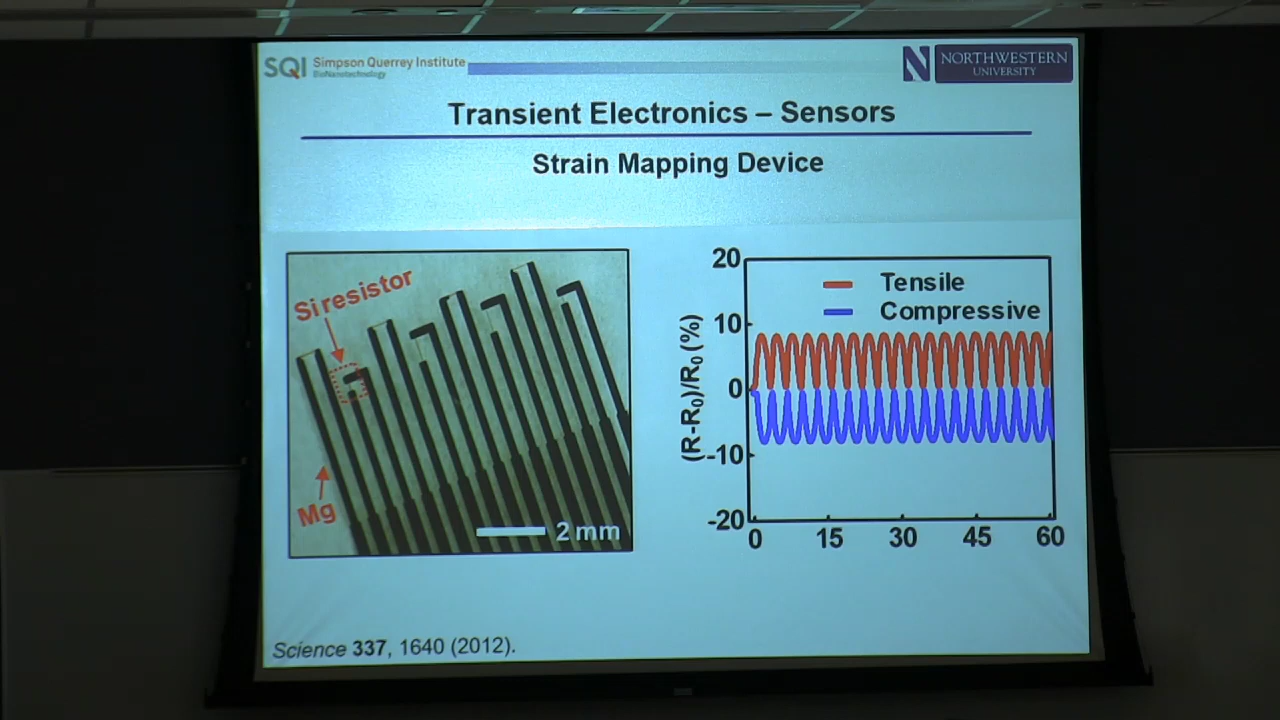 SQI Simpson Querrey Institute
BioNanotechnology
N NORTHWESTERN
UNIVERSITY
Transient Electronics – Sensors
Strain Mapping Device
Si resistor
Mg
2 mm
(R-R0)/R0 (%)
20
10
0
-10
-20
Tensile
Compressive
0 15 30 45 60
Science 337, 1640 (2012).